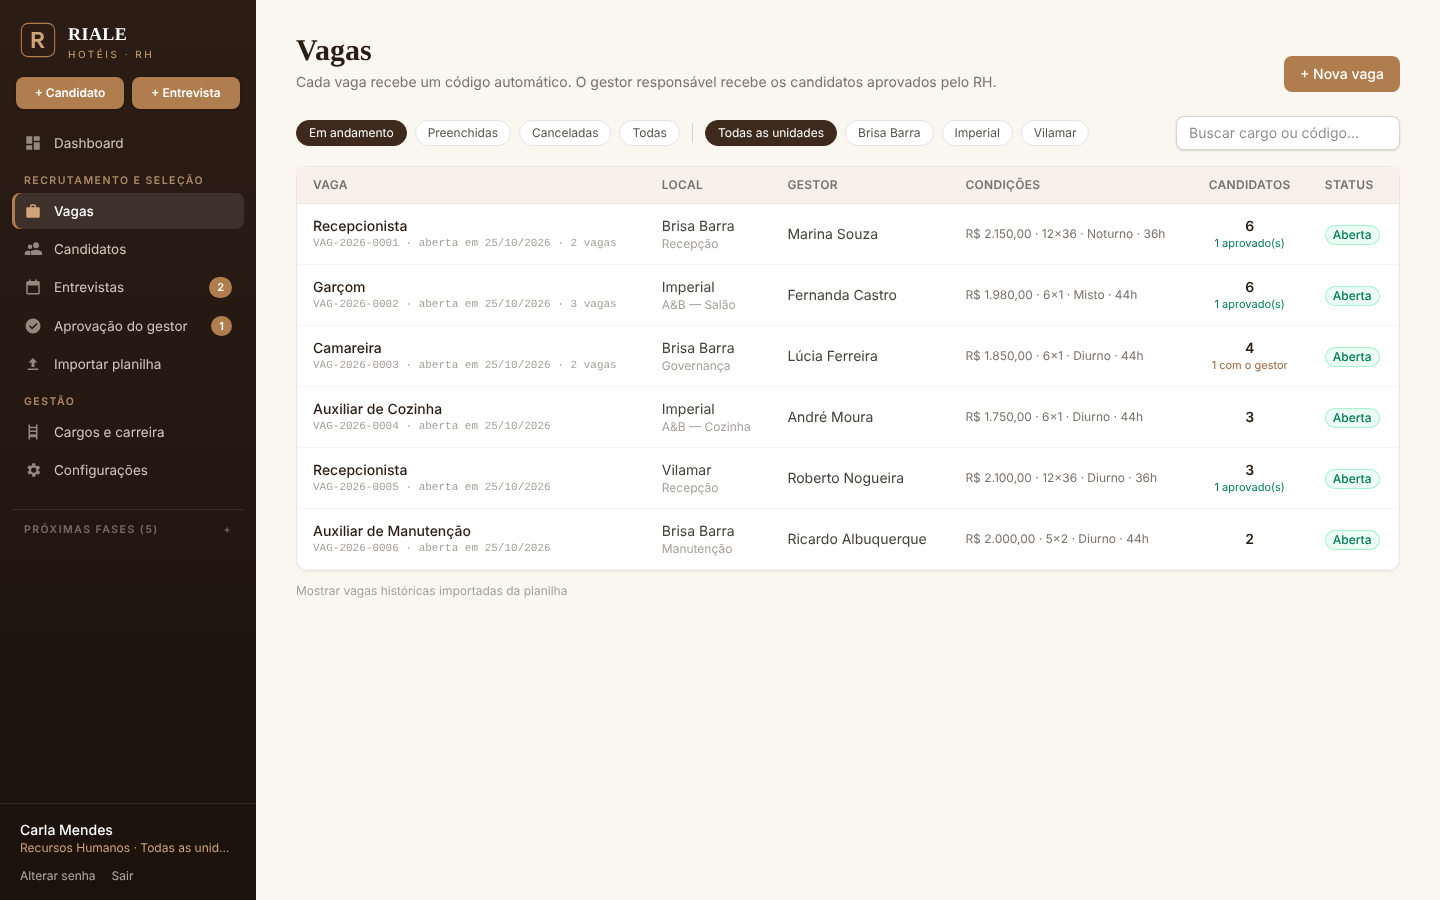 R
RIALE
HOTÉIS · RH
+ Candidato
+ Entrevista
Dashboard
RECRUTAMENTO E SELEÇÃO
Vagas
Candidatos
Entrevistas 2
Aprovação do gestor 1
Importar planilha
GESTÃO
Cargos e carreira
Configurações
PRÓXIMAS FASES (5) +
Carla Mendes
Recursos Humanos · Todas as unid...
Alterar senha Sair
Vagas
Cada vaga recebe um código automático. O gestor responsável recebe os candidatos aprovados pelo RH.
+ Nova vaga
Em andamento Preenchidas Canceladas Todas Todas as unidades Brisa Barra Imperial Vilamar
Buscar cargo ou código...
VAGA LOCAL GESTOR CONDIÇÕES CANDIDATOS STATUS
Recepcionista
VAG-2026-0001 · aberta em 25/10/2026 · 2 vagas
Brisa Barra
Recepção
Marina Souza
R$ 2.150,00 · 12×36 · Noturno · 36h
6
1 aprovado(s)
Aberta
Garçom
VAG-2026-0002 · aberta em 25/10/2026 · 3 vagas
Imperial
A&B — Salão
Fernanda Castro
R$ 1.980,00 · 6×1 · Misto · 44h
6
1 aprovado(s)
Aberta
Camareira
VAG-2026-0003 · aberta em 25/10/2026 · 2 vagas
Brisa Barra
Governança
Lúcia Ferreira
R$ 1.850,00 · 6×1 · Diurno · 44h
4
1 com o gestor
Aberta
Auxiliar de Cozinha
VAG-2026-0004 · aberta em 25/10/2026
Imperial
A&B — Cozinha
André Moura
R$ 1.750,00 · 6×1 · Diurno · 44h
3
Aberta
Recepcionista
VAG-2026-0005 · aberta em 25/10/2026
Vilamar
Recepção
Roberto Nogueira
R$ 2.100,00 · 12×36 · Diurno · 36h
3
1 aprovado(s)
Aberta
Auxiliar de Manutenção
VAG-2026-0006 · aberta em 25/10/2026
Brisa Barra
Manutenção
Ricardo Albuquerque
R$ 2.000,00 · 5×2 · Diurno · 44h
2
Aberta
Mostrar vagas históricas importadas da planilha